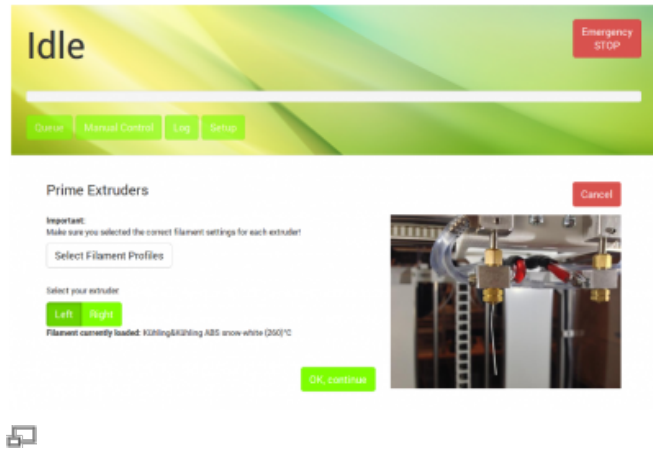 Idle
Emergency
STOP
Queue
Manual Control
Log
Setup
Prime Extruders
Cancel
Important:
Make sure you selected the correct filament settings for each extruder!
Select Filament Profiles
Select your extruder:
Left
Right
Filament currently loaded: Kühling&Kühling ABS snow-white (260)°C
OK, continue